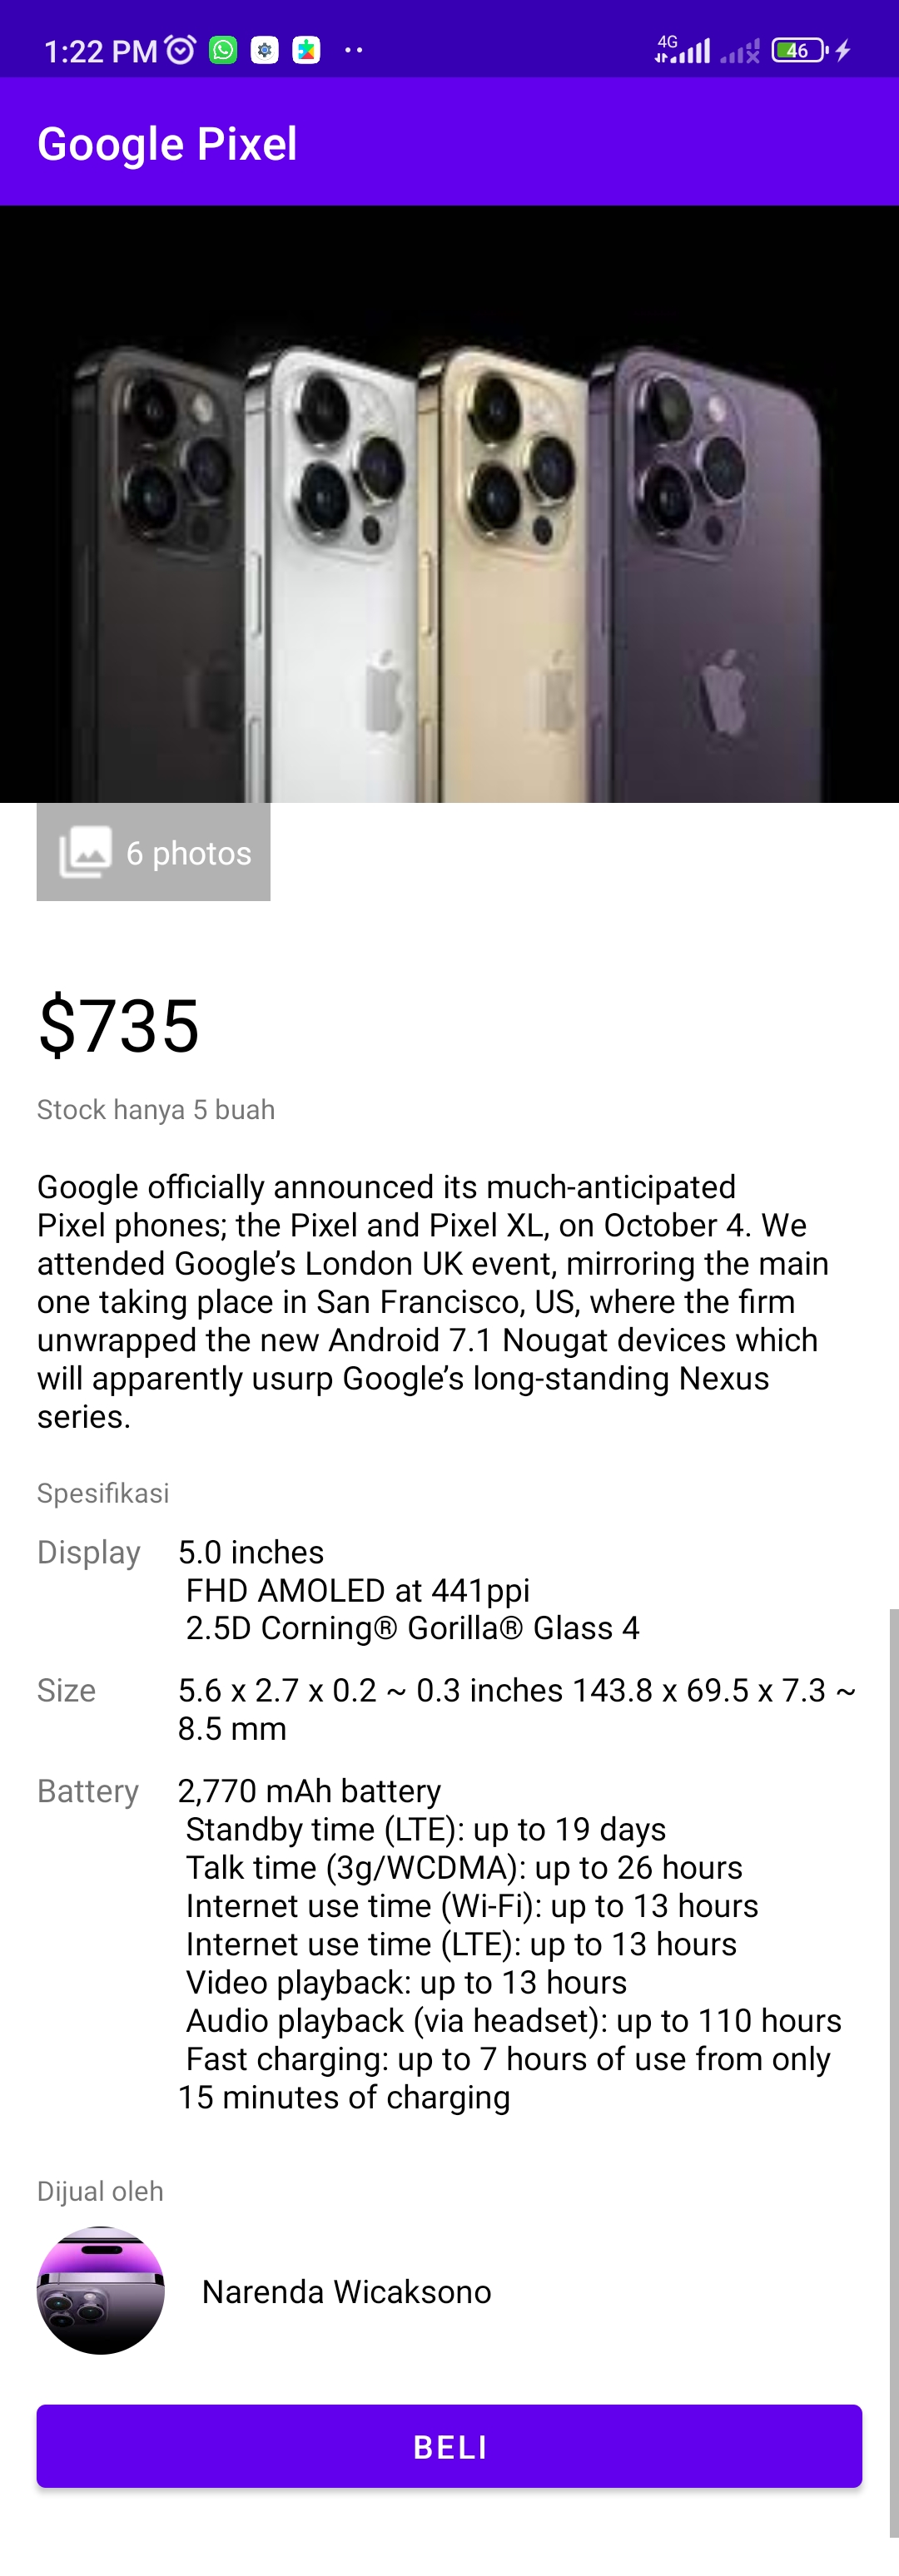 1:22 PM
4G
46
Google Pixel
6 photos
$735
Stock hanya 5 buah
Google officially announced its much-anticipated
Pixel phones; the Pixel and Pixel XL, on October 4. We
attended Google’s London UK event, mirroring the main
one taking place in San Francisco, US, where the firm
unwrapped the new Android 7.1 Nougat devices which
will apparently usurp Google’s long-standing Nexus
series.
Spesifikasi
Display
5.0 inches
FHD AMOLED at 441ppi
2.5D Corning® Gorilla® Glass 4
Size
5.6 x 2.7 x 0.2 ~ 0.3 inches 143.8 x 69.5 x 7.3 ~
8.5 mm
Battery
2,770 mAh battery
Standby time (LTE): up to 19 days
Talk time (3g/WCDMA): up to 26 hours
Internet use time (Wi-Fi): up to 13 hours
Internet use time (LTE): up to 13 hours
Video playback: up to 13 hours
Audio playback (via headset): up to 110 hours
Fast charging: up to 7 hours of use from only
15 minutes of charging
Dijual oleh
Narenda Wicaksono
BELI